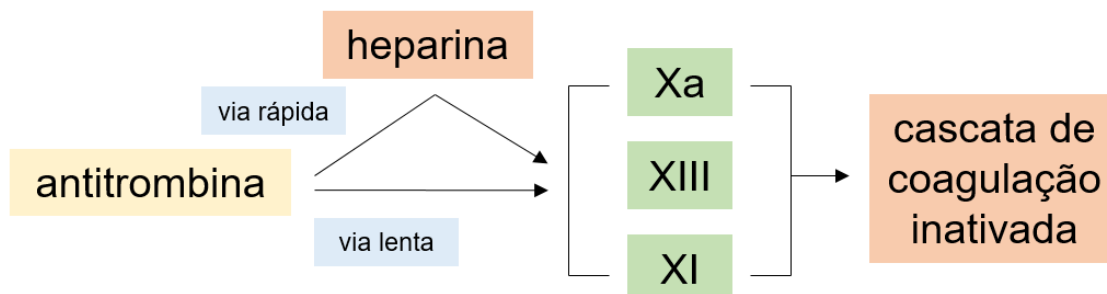 heparina
via rápida
antitrombina
via lenta
Xa
XIII
XI
cascata de
coagulação
inativada